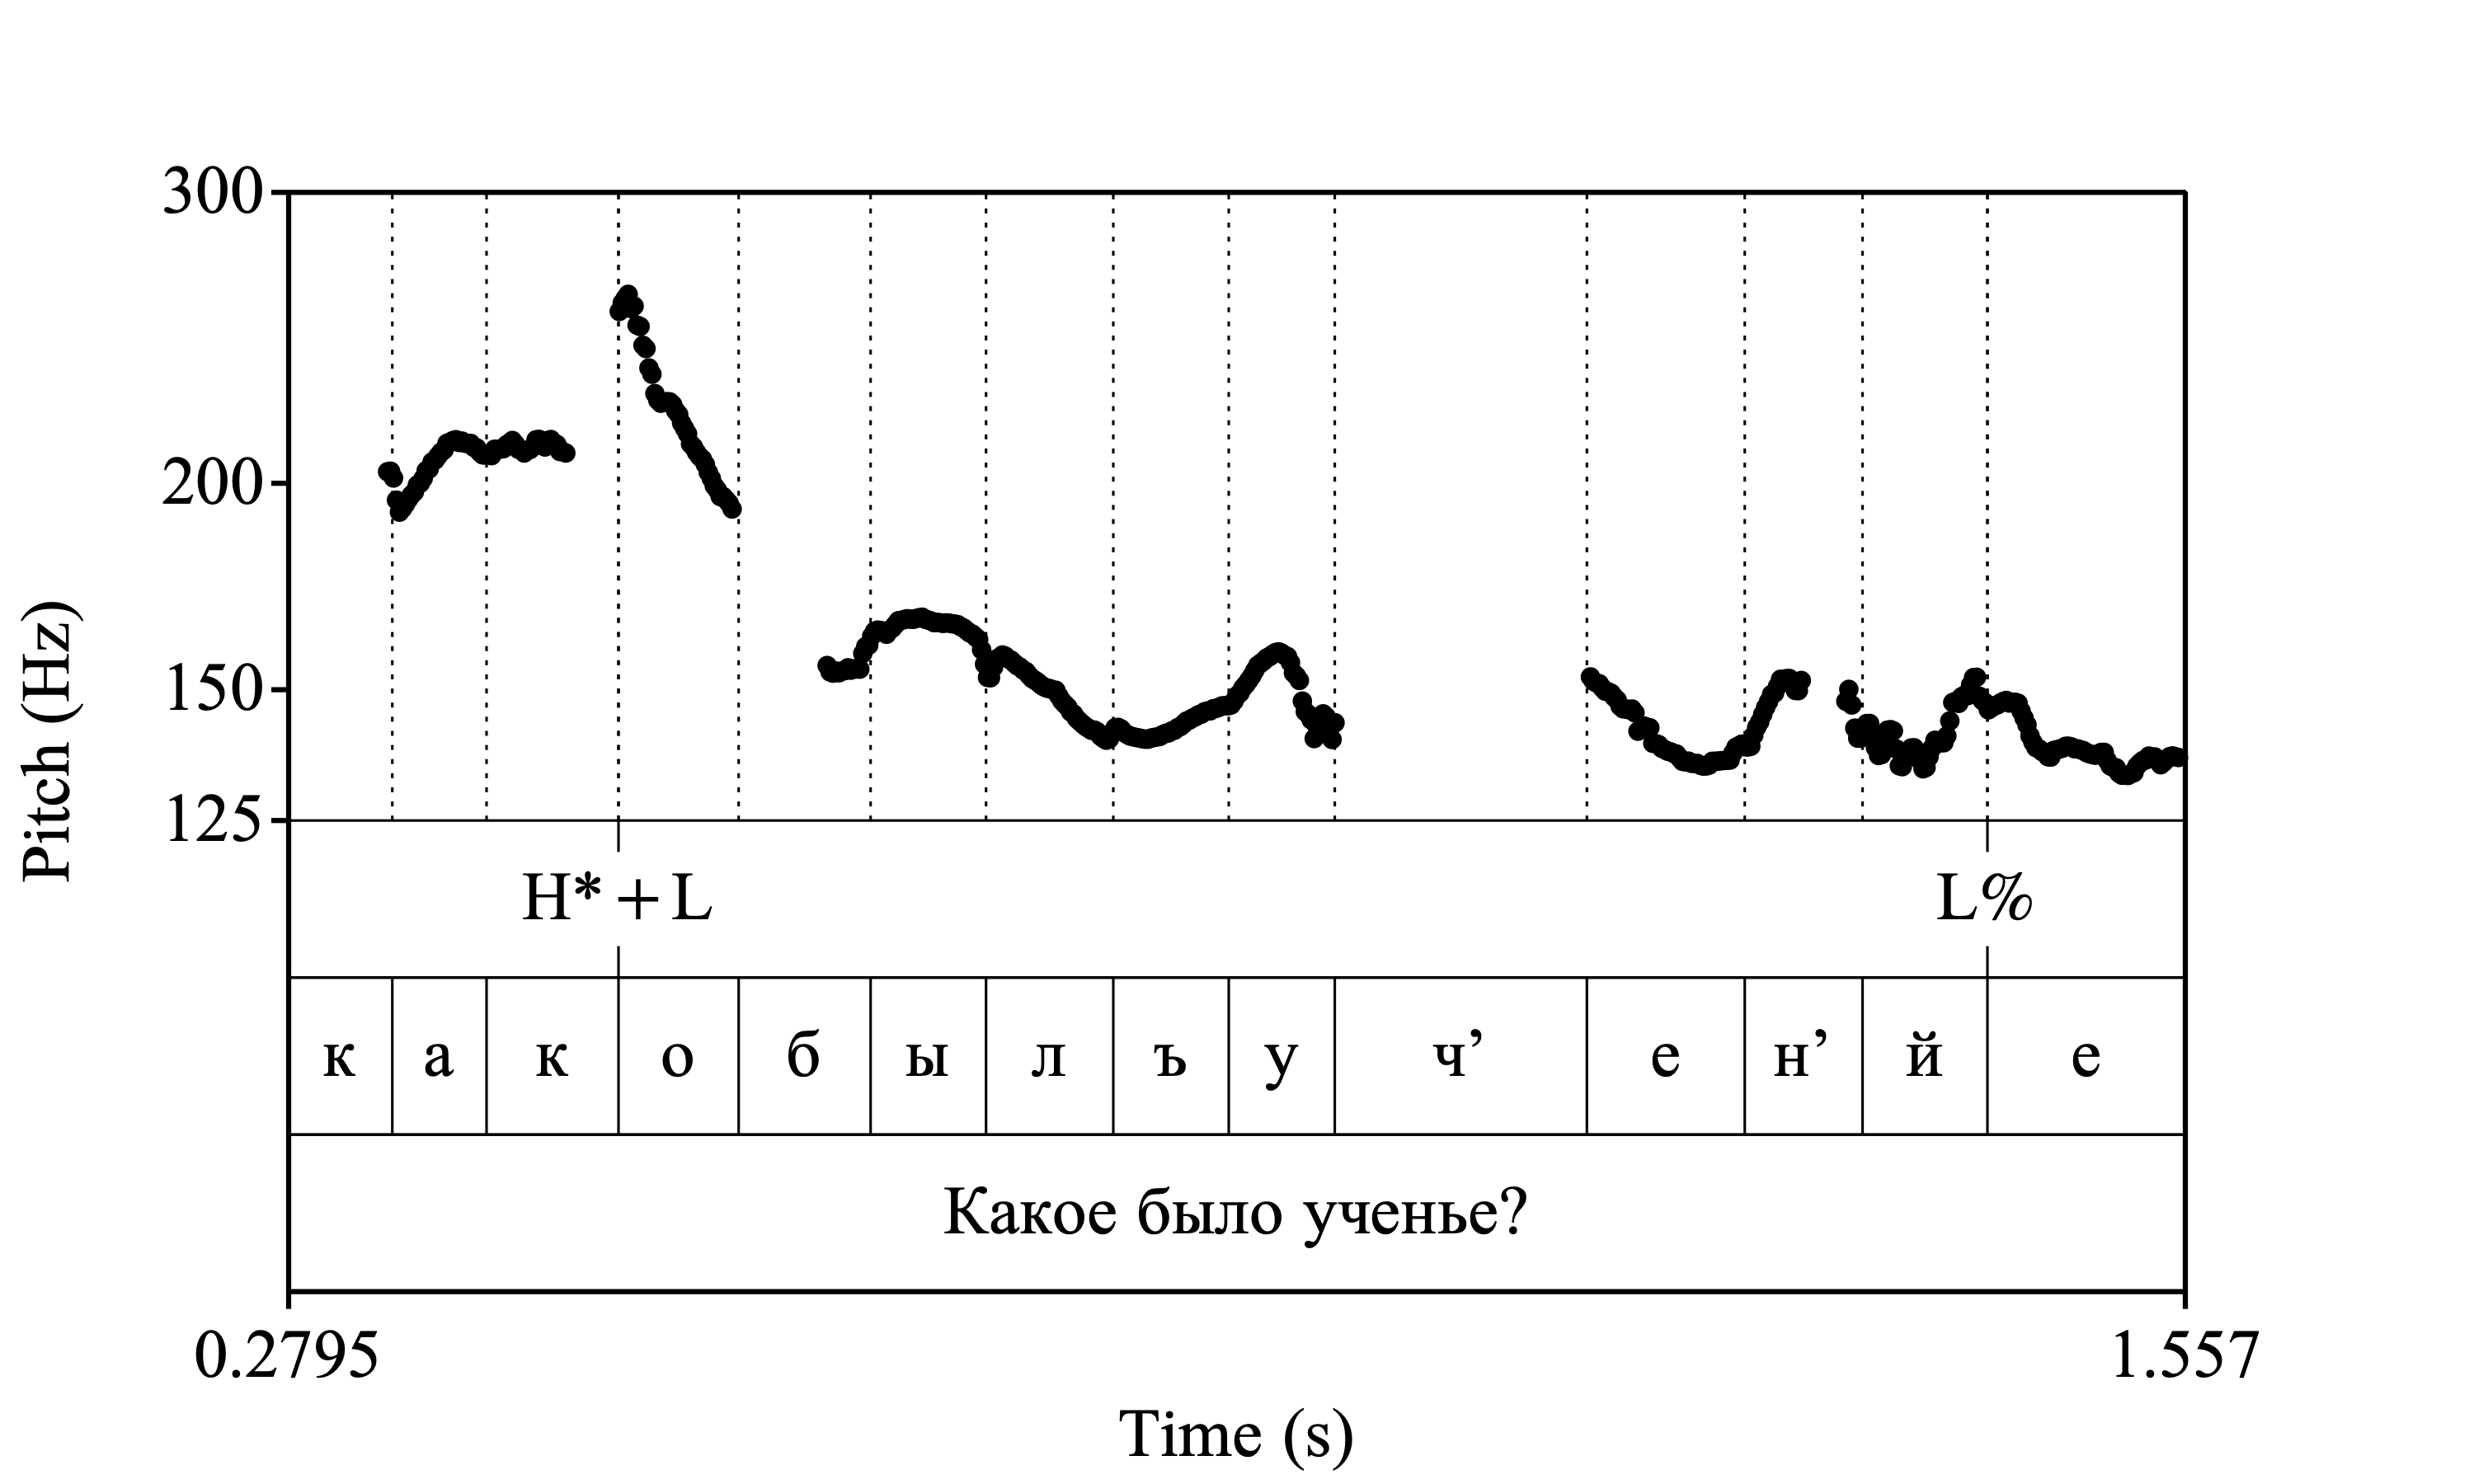 300
200
150
125
Pitch (Hz)
H* + L L%
к а к о б ы л ъ у ч’ е н’ й е
Какое было ученье?
0.2795 1.557
Time (s)